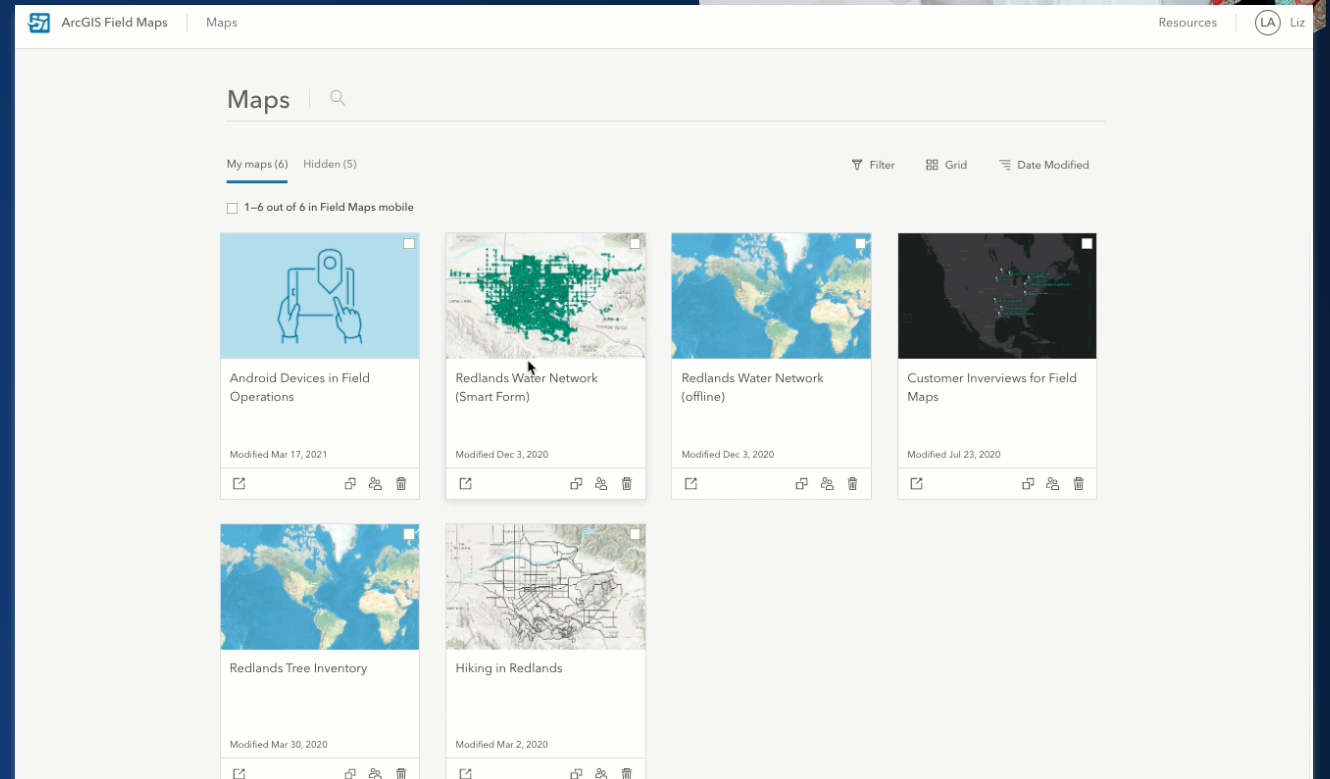 ArcGIS Field Maps
Maps
Resources
LA
Liz
Maps
My maps (6)
Hidden (5)
Filter
Grid
Date Modified
1–6 out of 6 in Field Maps mobile
Android Devices in Field
Operations
Modified Mar 17, 2021
Redlands Water Network
(Smart Form)
Modified Dec 3, 2020
Redlands Water Network
(offline)
Modified Dec 3, 2020
Customer Inverviews for Field
Maps
Modified Jul 23, 2020
Redlands Tree Inventory
Modified Mar 30, 2020
Hiking in Redlands
Modified Mar 2, 2020